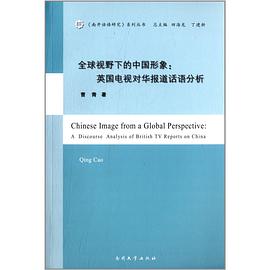 《南开话语研究》系列丛书 总主编 田海龙 丁建新
全球视野下的中国形象：
英国电视对华报道话语分析
曹 青 著
Chinese Image from a Global Perspective:
A Discourse Analysis of British TV Reports on China
Qing Cao
南开大学出版社